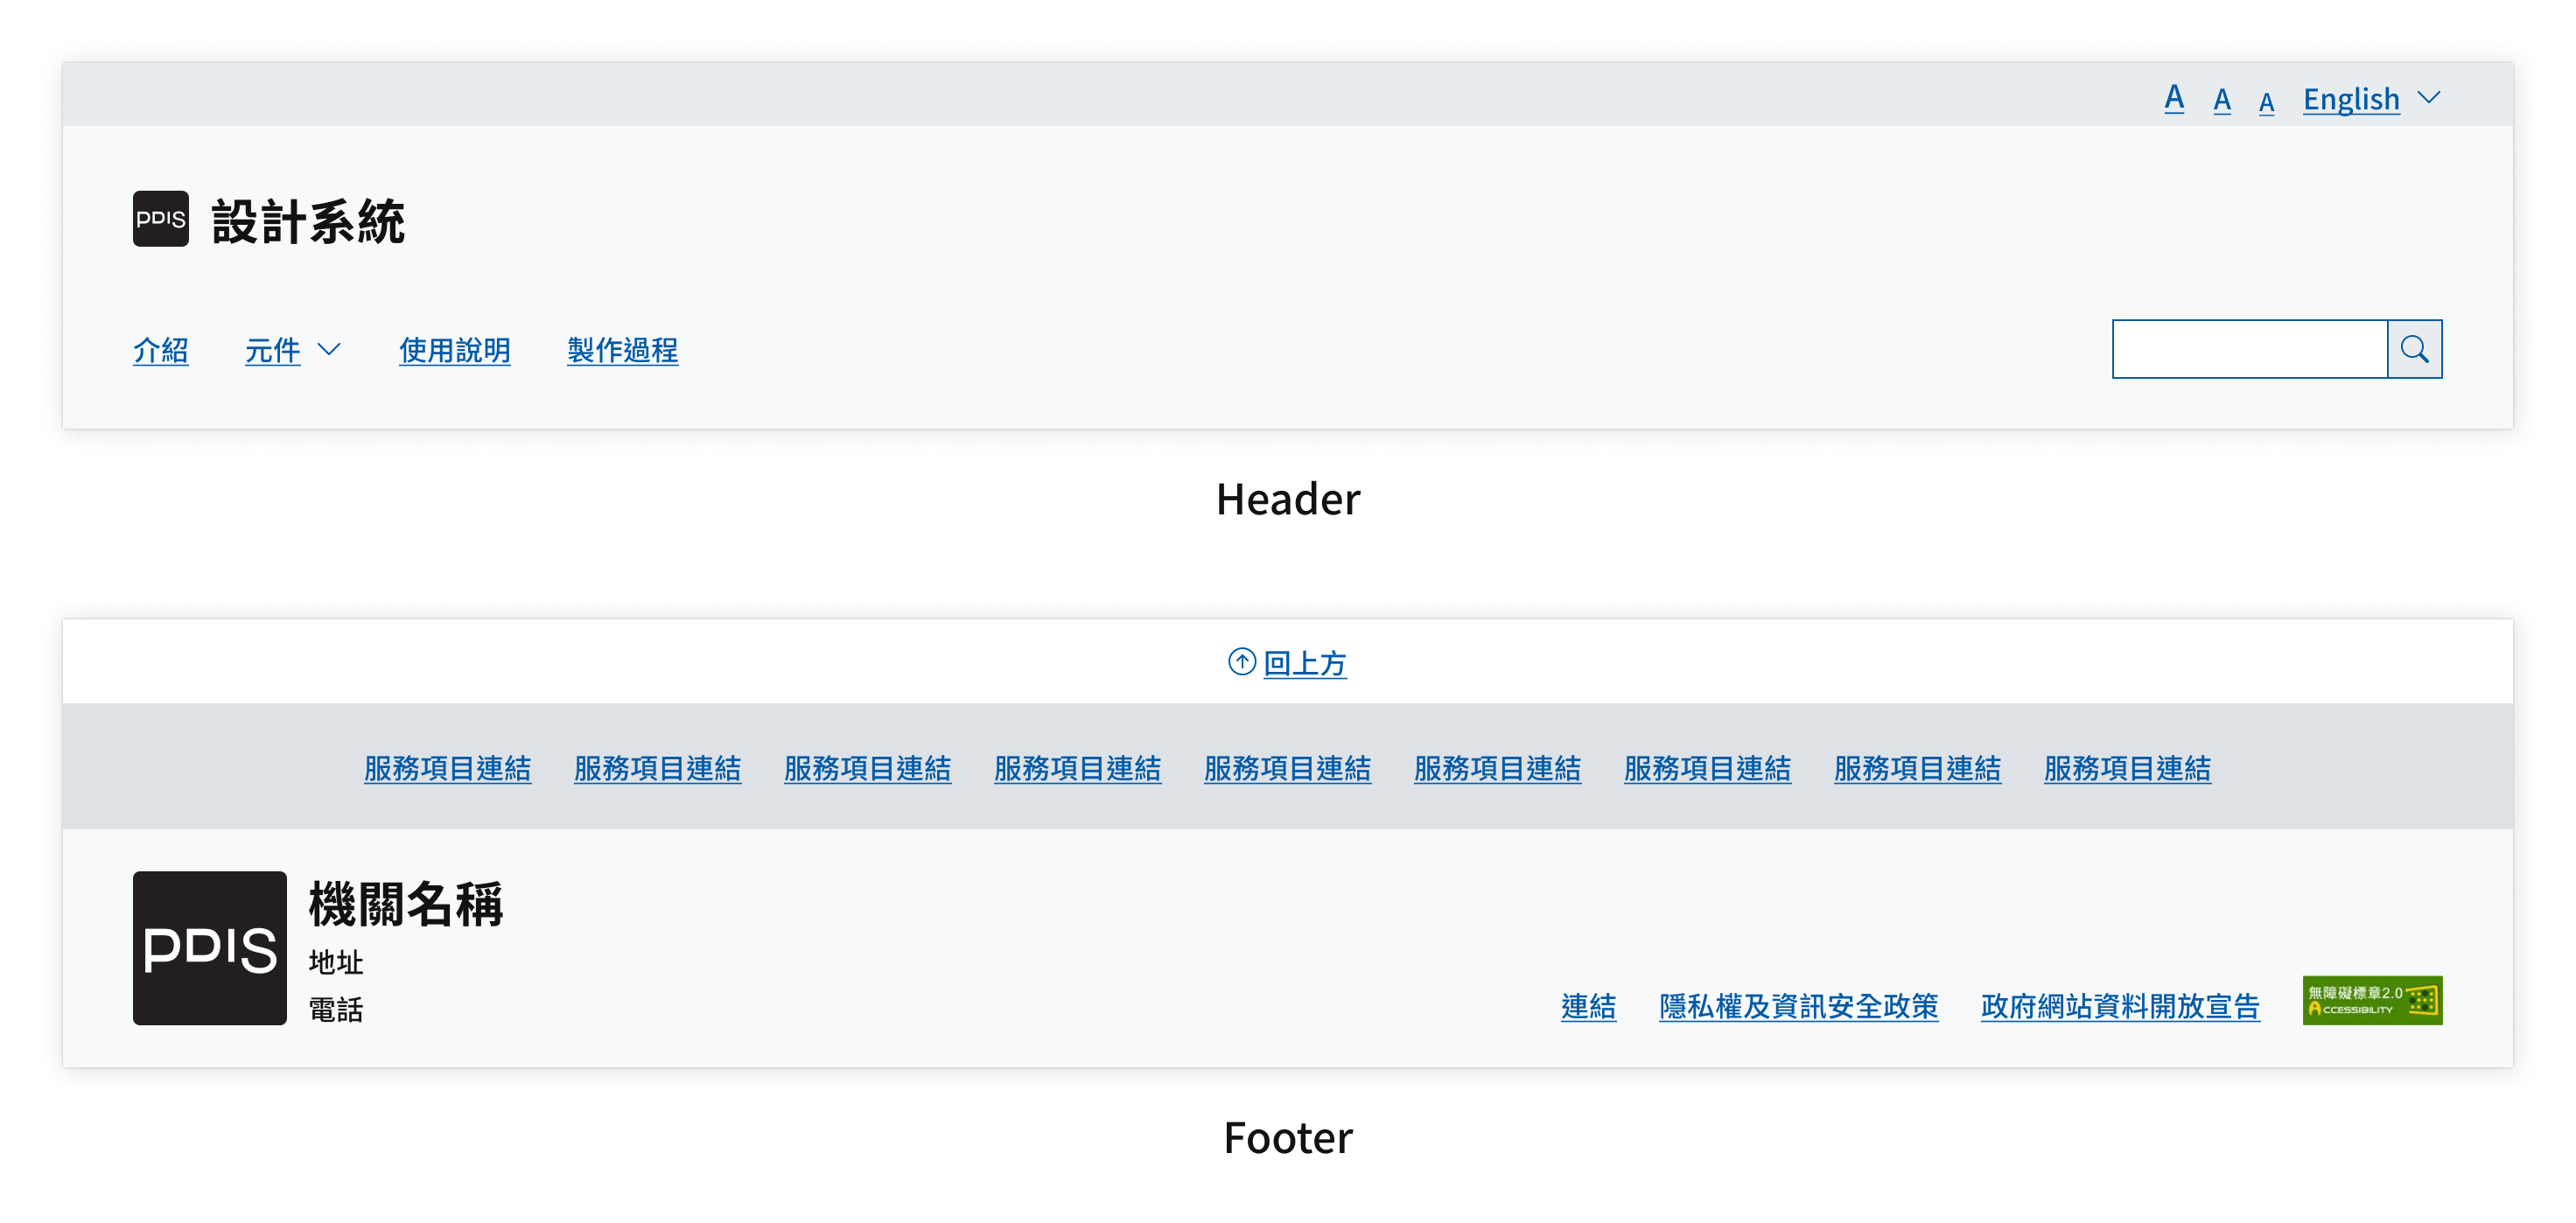 A A A English
PDIS 設計系統
介紹 元件 使用說明 製作過程
Header
回上方
服務項目連結 服務項目連結 服務項目連結 服務項目連結 服務項目連結 服務項目連結 服務項目連結 服務項目連結 服務項目連結
PDIS
機關名稱
地址
電話
連結 隱私權及資訊安全政策 政府網站資料開放宣告
無障礙標章2.0
ACCESSIBILITY
Footer